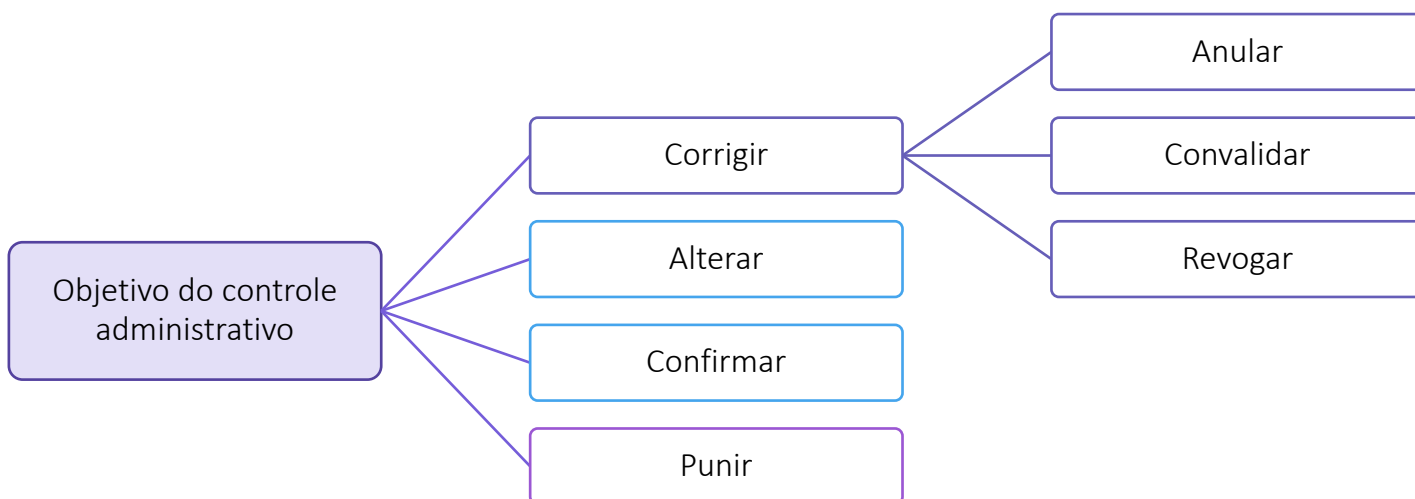 Objetivo do controle
administrativo
Corrigir
Alterar
Confirmar
Punir
Anular
Convalidar
Revogar